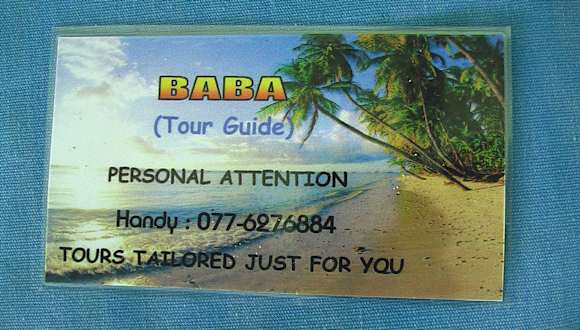 BABA
(Tour Guide)
PERSONAL ATTENTION
Handy : 077-6276884
TOURS TAILORED JUST FOR YOU